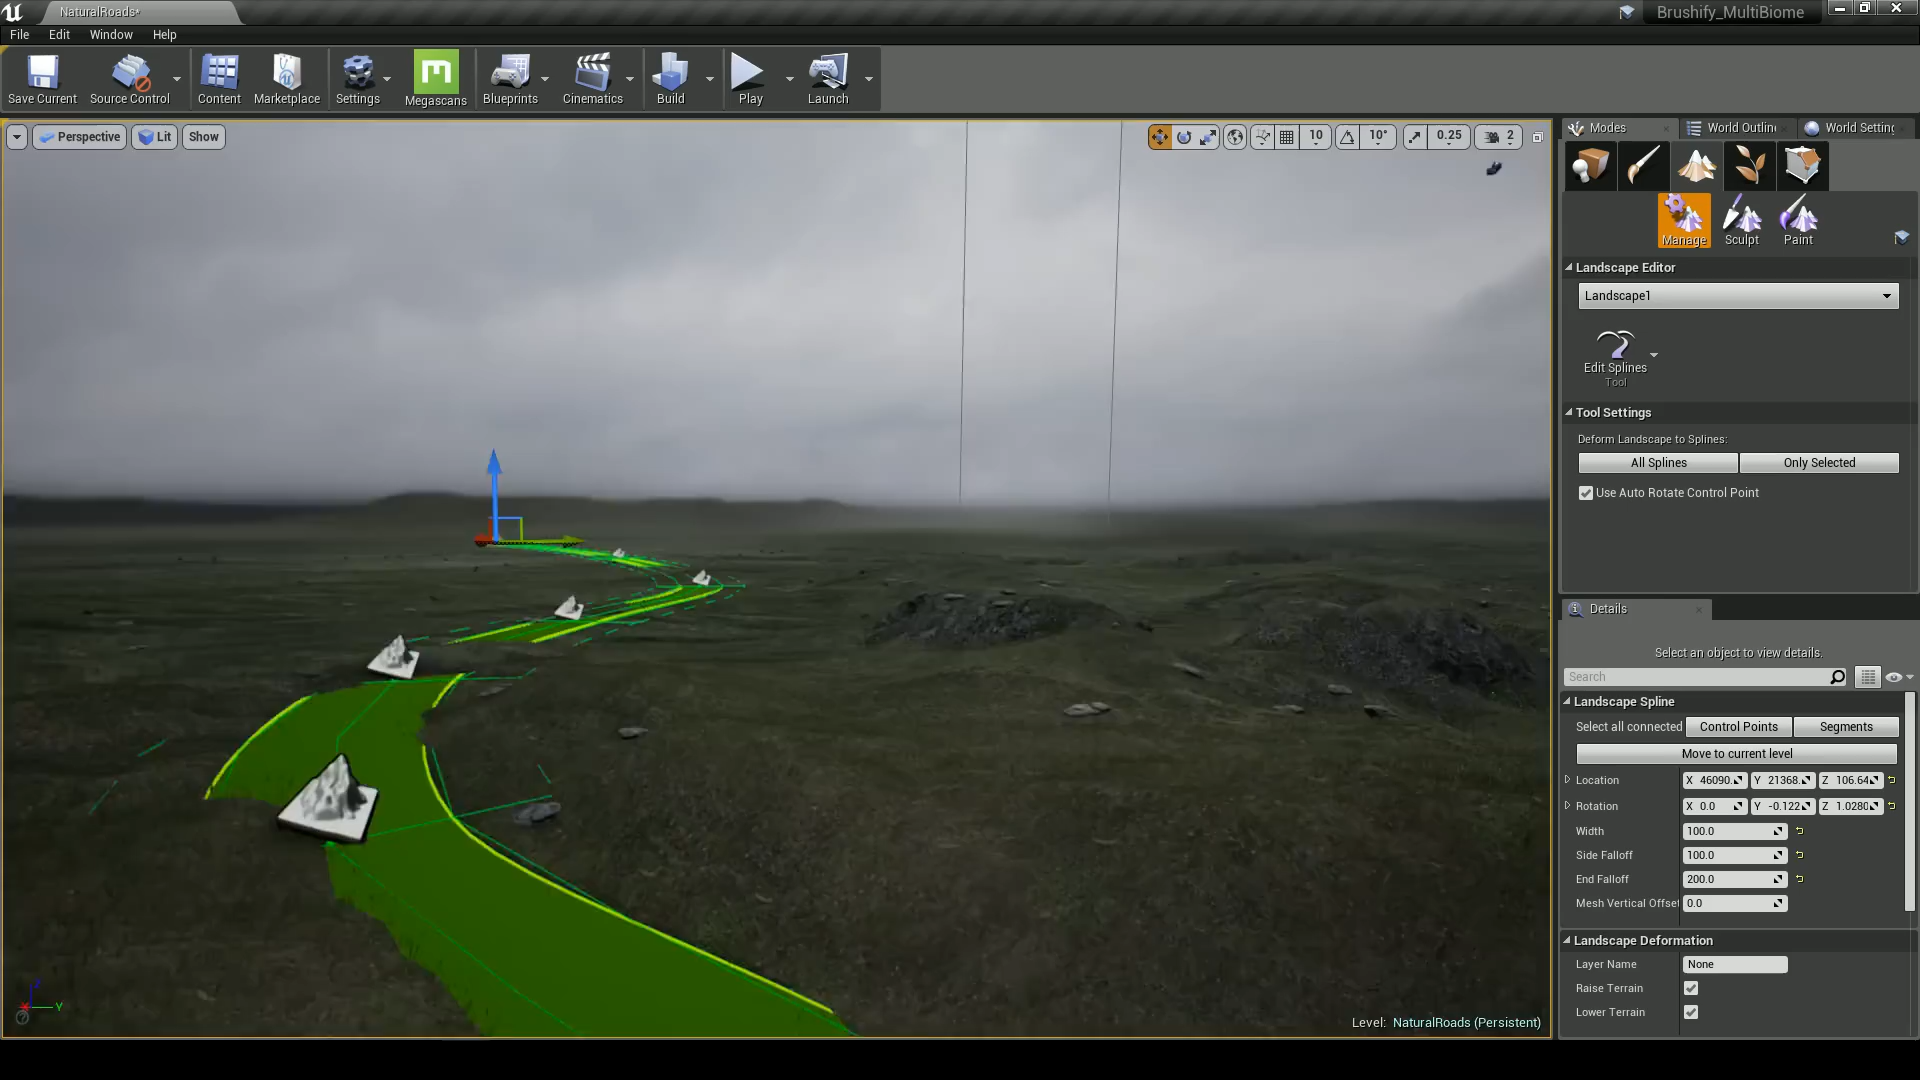 NaturalRoads*
Brushify_MultiBiome
File Edit Window Help
Save Current Source Control Content Marketplace Settings Megascans Blueprints Cinematics Build Play Launch
Perspective Lit Show
10 10° 0.25 2
Modes World Outlin World Setting
Manage Sculpt Paint
Landscape Editor
Landscape1
Edit Splines
Tool
Tool Settings
Deform Landscape to Splines:
All Splines Only Selected
Use Auto Rotate Control Point
Details
Select an object to view details.
Search
Landscape Spline
Select all connected Control Points Segments
Move to current level
Location X 46090. Y 21368. Z 106.64
Rotation X 0.0 Y -0.122 Z 1.0280
Width 100.0
Side Falloff 100.0
End Falloff 200.0
Mesh Vertical Offset 0.0
Landscape Deformation
Layer Name None
Raise Terrain
Lower Terrain
Z
X Y
Level: NaturalRoads (Persistent)